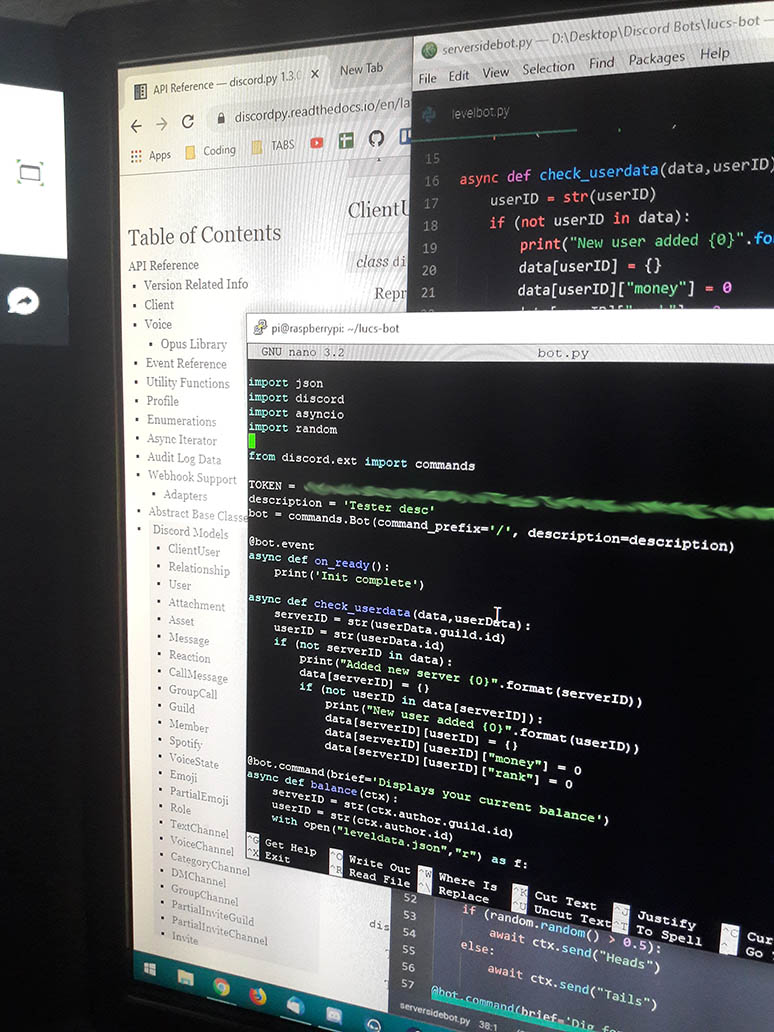 API Reference — discord.py 1.3.0
New Tab
discordpy.readthedocs.io/en/la
Apps
Coding
TABS
serversidebot.py — D:\Desktop\Discord Bots\lucs-bot —
File Edit View Selection Find Packages Help
levelbot.py
15
16 async def check_userdata(data,userID)
17 userID = str(userID)
18 if (not userID in data):
19 print("New user added {0}".fo
20 data[userID] = {}
21 data[userID]["money"] = 0
ClientU
class di
Repr
Table of Contents
API Reference
Version Related Info
Client
Voice
Opus Library
Event Reference
Utility Functions
Profile
Enumerations
Async Iterator
Audit Log Data
Webhook Support
Adapters
Abstract Base Classe
Discord Models
ClientUser
Relationship
User
Attachment
Asset
Message
Reaction
CallMessage
GroupCall
Guild
Member
Spotify
VoiceState
Emoji
PartialEmoji
Role
TextChannel
VoiceChannel
CategoryChannel
DMChannel
GroupChannel
PartialInviteGuild
PartialInviteChannel
Invite
pi@raspberrypi: ~/lucs-bot
GNU nano 3.2 bot.py
import json
import discord
import asyncio
import random
from discord.ext import commands
TOKEN =
description = 'Tester desc'
bot = commands.Bot(command_prefix='/', description=description)
@bot.event
async def on_ready():
print('Init complete')
async def check_userdata(data,userData):
serverID = str(userData.guild.id)
userID = str(userData.id)
if (not serverID in data):
print("Added new server {0}".format(serverID))
data[serverID] = {}
if (not userID in data[serverID]):
print("New user added {0}".format(userID))
data[serverID][userID] = {}
data[serverID][userID]["money"] = 0
data[serverID][userID]["rank"] = 0
@bot.command(brief='Displays your current balance')
async def balance(ctx):
serverID = str(ctx.author.guild.id)
userID = str(ctx.author.id)
with open("leveldata.json","r") as f:
^G Get Help ^O Write Out ^W Where Is ^K Cut Text ^J Justify ^C Cur
^X Exit ^R Read File ^\ Replace ^U Uncut Text ^T To Spell Go
dis
52
53 if (random.random() > 0.5):
54 await ctx.send("Heads")
55 else:
56 await ctx.send("Tails")
57 @bot.command(brief='Dip fo
serversidebot.py 38:1